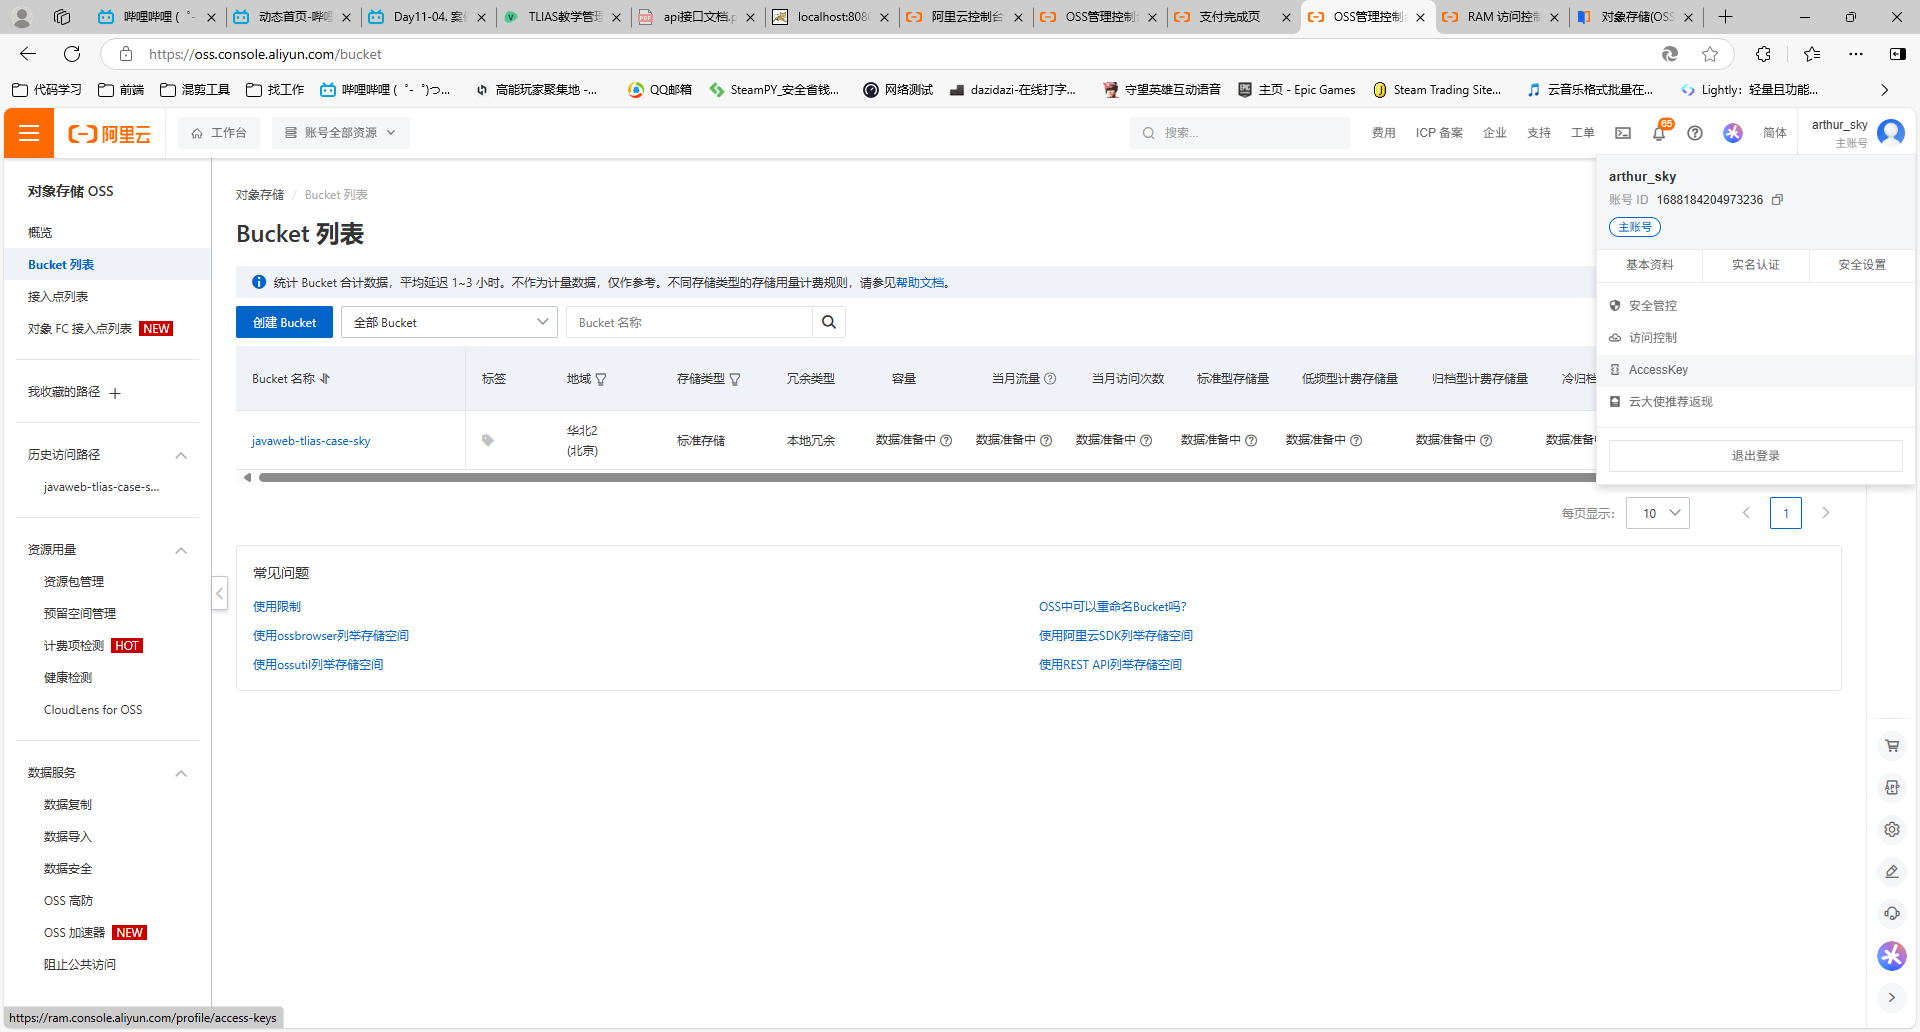 哔哩哔哩 (゜-
动态首页-哔哩
Day11-04. 案例
TLIAS教学管理
api接口文档.p
localhost:8080
阿里云控制台
OSS管理控制台
支付完成页
OSS管理控制台
RAM 访问控制
对象存储(OSS
https://oss.console.aliyun.com/bucket
代码学习
前端
混剪工具
找工作
哔哩哔哩 (゜-゜)つ...
高能玩家聚集地 -...
QQ邮箱
SteamPY_安全省钱...
网络测试
dazidazi-在线打字...
守望英雄互动语音
主页 - Epic Games
Steam Trading Site...
云音乐格式批量在...
Lightly：轻量且功能...
阿里云
工作台
账号全部资源
搜索...
费用
ICP 备案
企业
支持
工单
65
简体
arthur_sky
主账号
对象存储 OSS
概览
Bucket 列表
接入点列表
对象 FC 接入点列表 NEW
我收藏的路径
历史访问路径
javaweb-tlias-case-s...
资源用量
资源包管理
预留空间管理
计费项检测 HOT
健康检测
CloudLens for OSS
数据服务
数据复制
数据导入
数据安全
OSS 高防
OSS 加速器 NEW
阻止公共访问
对象存储 / Bucket 列表
Bucket 列表
统计 Bucket 合计数据，平均延迟 1~3 小时。不作为计量数据，仅作参考。不同存储类型的存储用量计费规则，请参见帮助文档。
创建 Bucket
全部 Bucket
Bucket 名称
Bucket 名称
标签
地域
存储类型
冗余类型
容量
当月流量
当月访问次数
标准型存储量
低频型计费存储量
归档型计费存储量
冷归档
javaweb-tlias-case-sky
华北2
(北京)
标准存储
本地冗余
数据准备中
数据准备中
数据准备中
数据准备中
数据准备中
数据准备中
数据准备中
每页显示：
10
1
常见问题
使用限制
OSS中可以重命名Bucket吗？
使用ossbrowser列举存储空间
使用阿里云SDK列举存储空间
使用ossutil列举存储空间
使用REST API列举存储空间
arthur_sky
账号 ID 1688184204973236
主账号
基本资料
实名认证
安全设置
安全管控
访问控制
AccessKey
云大使推荐返现
退出登录
https://ram.console.aliyun.com/profile/access-keys